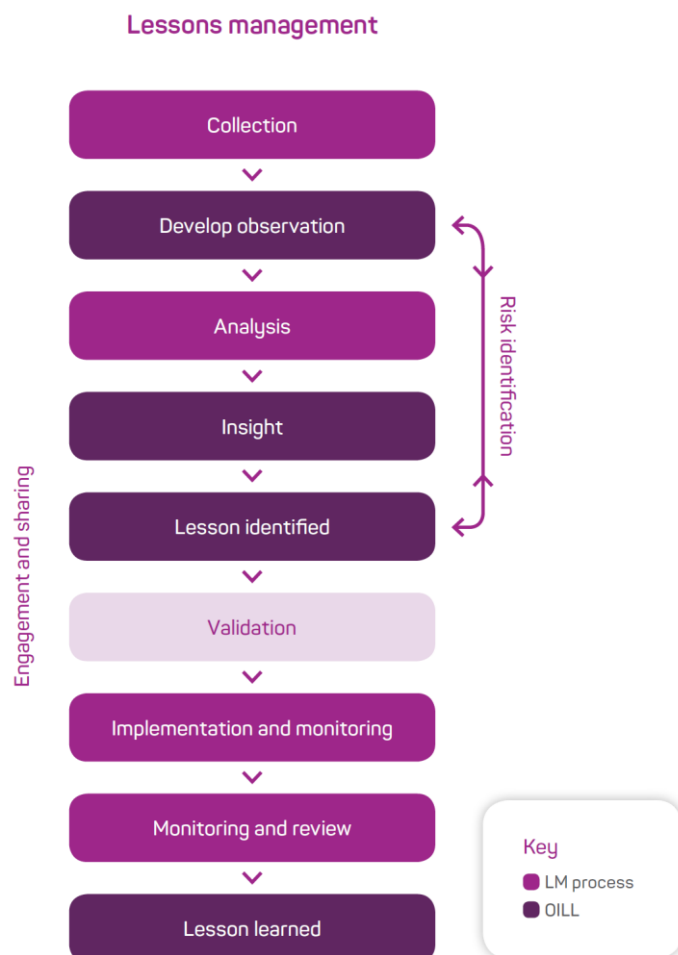 Lessons management
Collection
Develop observation
Analysis
Insight
Lesson identified
Validation
Implementation and monitoring
Monitoring and review
Lesson learned
Engagement and sharing
Risk identification
Key
LM process
OILL